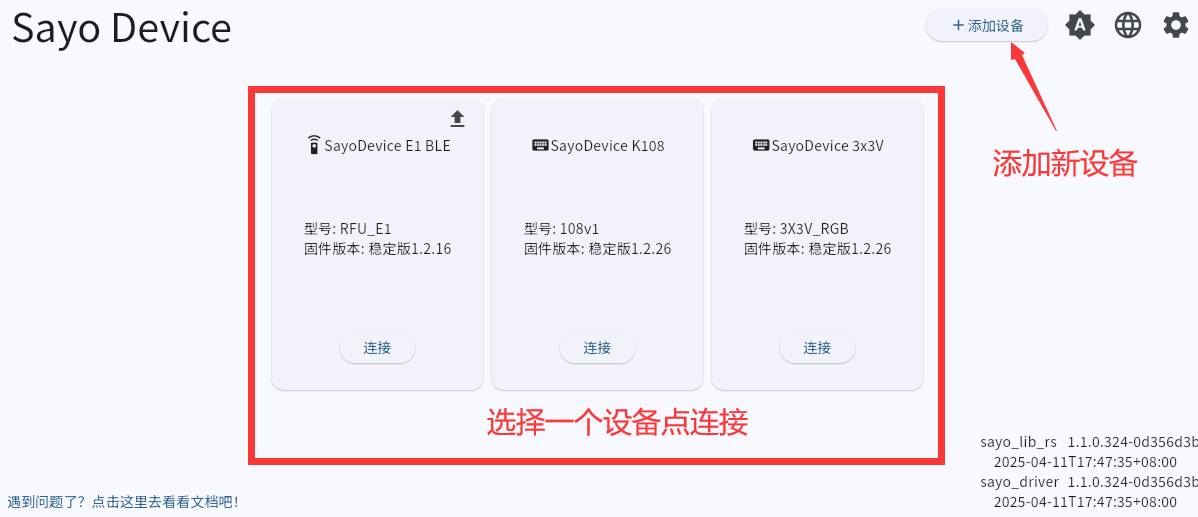 Sayo Device
添加设备
A
添加新设备
SayoDevice E1 BLE
型号: RFU_E1
固件版本: 稳定版1.2.16
连接
SayoDevice K108
型号: 108v1
固件版本: 稳定版1.2.26
连接
SayoDevice 3x3V
型号: 3X3V_RGB
固件版本: 稳定版1.2.26
连接
选择一个设备点连接
sayo_lib_rs 1.1.0.324-0d356d3b
2025-04-11T17:47:35+08:00
sayo_driver 1.1.0.324-0d356d3b
2025-04-11T17:47:35+08:00
遇到问题了？点击这里去看看文档吧!